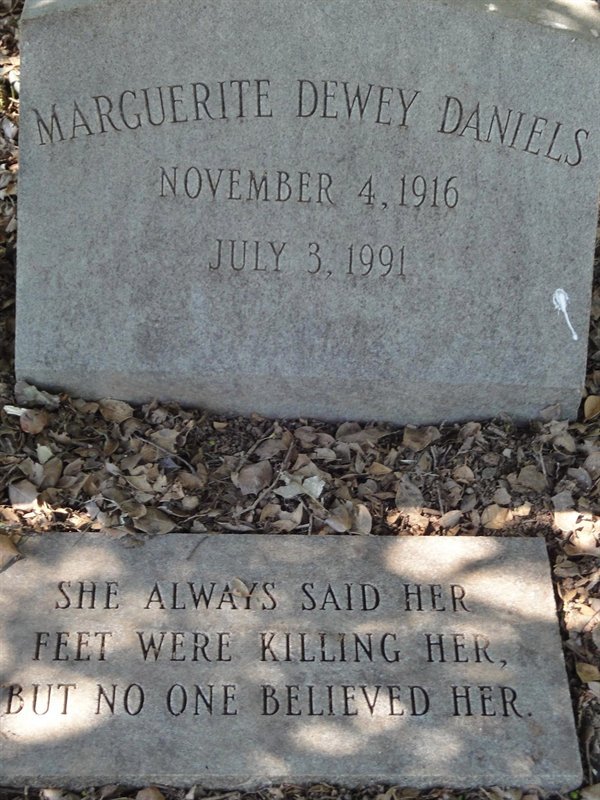 MARGUERITE DEWEY DANIELS
NOVEMBER 4, 1916
JULY 3, 1991
SHE ALWAYS SAID HER
FEET WERE KILLING HER,
BUT NO ONE BELIEVED HER.